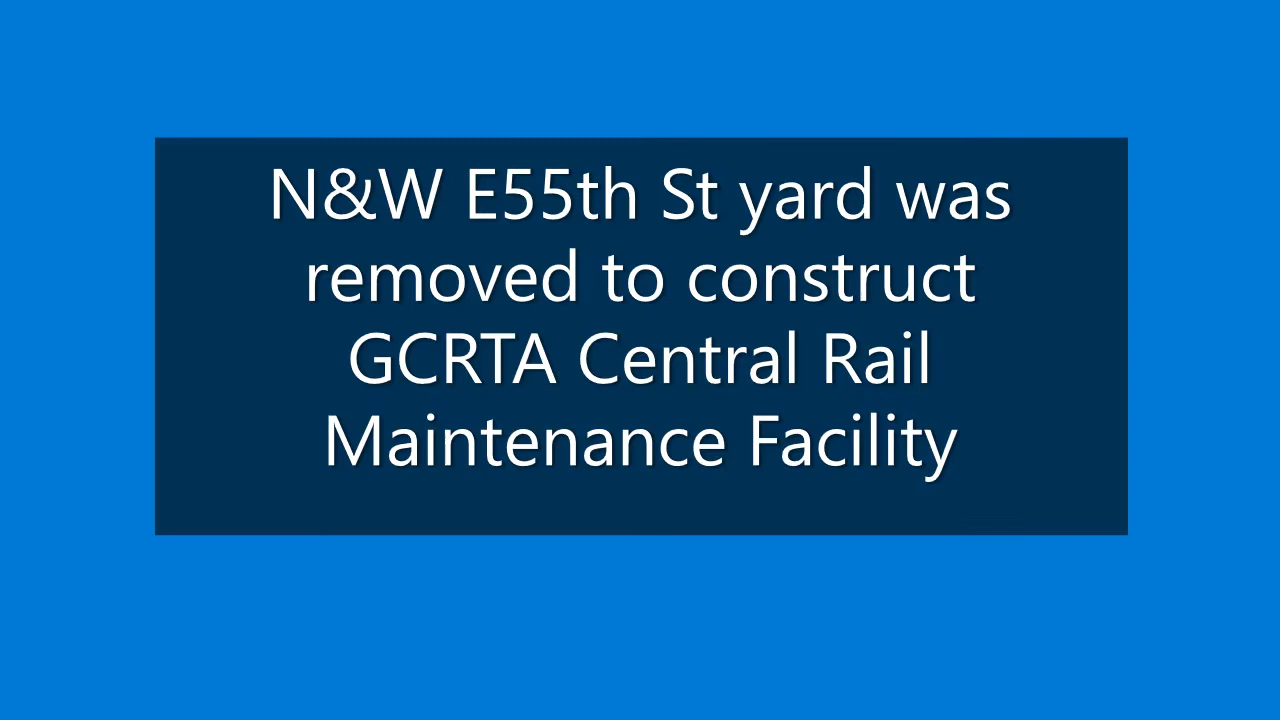 N&W E55th St yard was
removed to construct
GCRTA Central Rail
Maintenance Facility